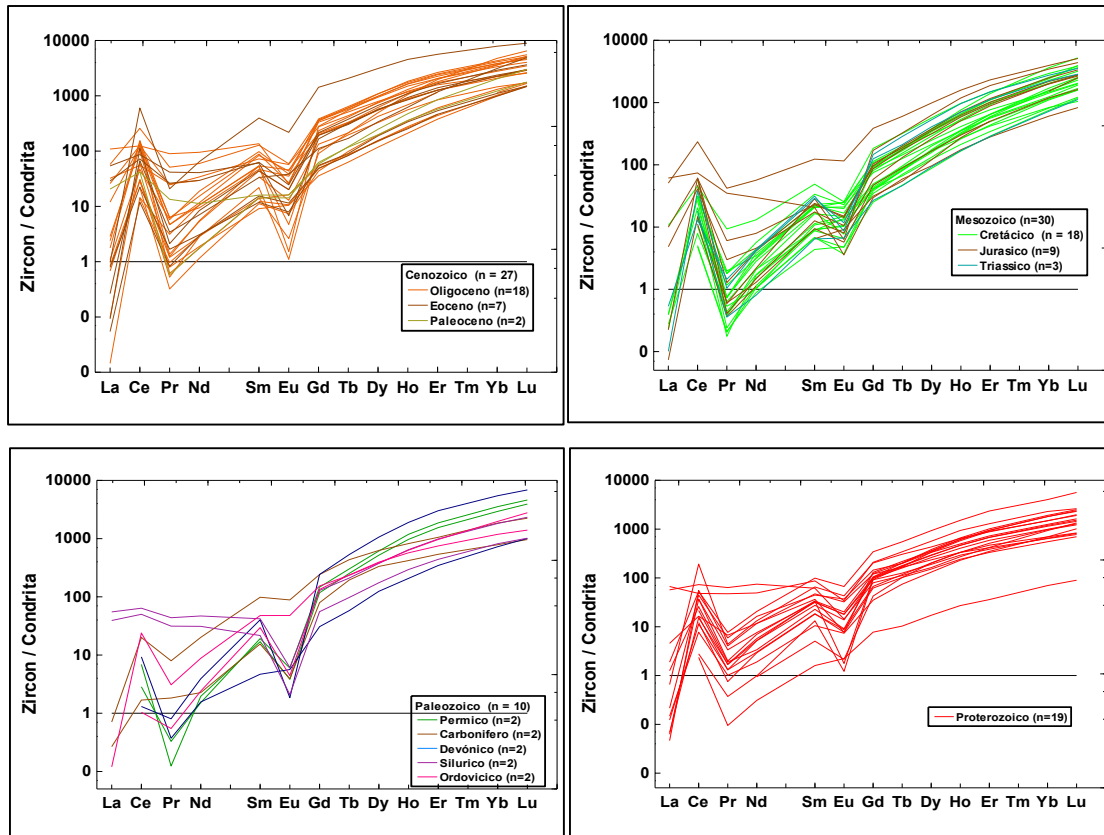 10000
1000
100
10
1
0
0
Zircon / Condrita
Cenozoico (n = 27)
Oligoceno (n=18)
Eoceno (n=7)
Paleoceno (n=2)
La Ce Pr Nd Sm Eu Gd Tb Dy Ho Er Tm Yb Lu
10000
1000
100
10
1
0
Zircon / Condrita
Mesozoico (n=30)
Cretácico (n = 18)
Jurasico (n=9)
Triassico (n=3)
La Ce Pr Nd Sm Eu Gd Tb Dy Ho Er Tm Yb Lu
10000
1000
100
10
1
0
Zircon / Condrita
Paleozoico (n = 10)
Permico (n=2)
Carbonifero (n=2)
Devónico (n=2)
Silurico (n=2)
Ordovicico (n=2)
La Ce Pr Nd Sm Eu Gd Tb Dy Ho Er Tm Yb Lu
10000
1000
100
10
1
0
0
Zircon / Condrita
Proterozoico (n=19)
La Ce Pr Nd Sm Eu Gd Tb Dy Ho Er Tm Yb Lu